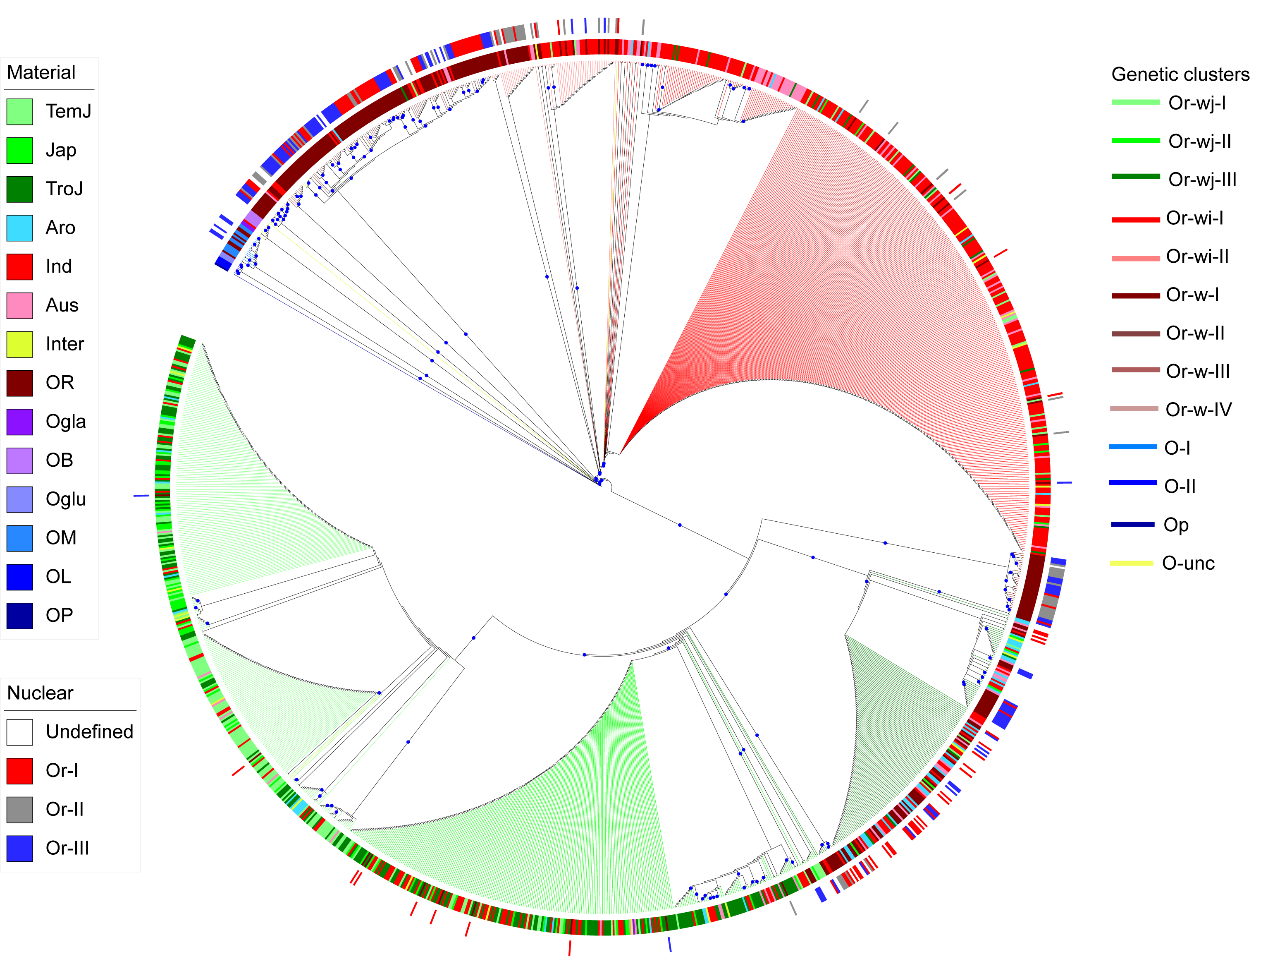 Material
TemJ
Jap
TroJ
Aro
Ind
Aus
Inter
OR
Ogla
OB
Oglu
OM
OL
OP
Nuclear
Undefined
Or-I
Or-II
Or-III
Genetic clusters
Or-wj-I
Or-wj-II
Or-wj-III
Or-wi-I
Or-wi-II
Or-w-I
Or-w-II
Or-w-III
Or-w-IV
O-I
O-II
Op
O-unc